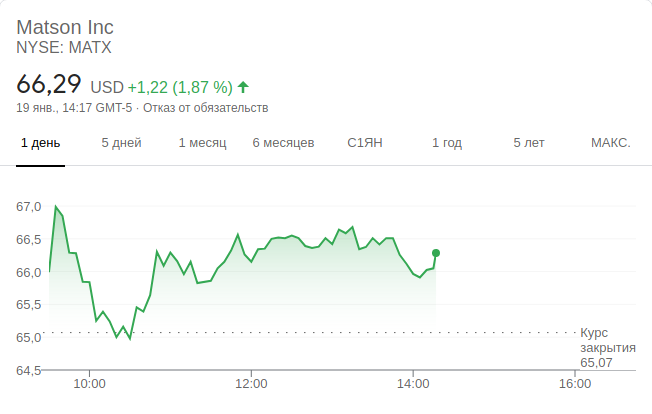 Matson Inc
NYSE: MATX
66,29 USD +1,22 (1,87 %)
19 янв., 14:17 GMT-5 · Отказ от обязательств
1 день 5 дней 1 месяц 6 месяцев С1ЯН 1 год 5 лет МАКС.
67,0
66,5
66,0
65,5
65,0
64,5
Курс
закрытия
65,07
10:00 12:00 14:00 16:00